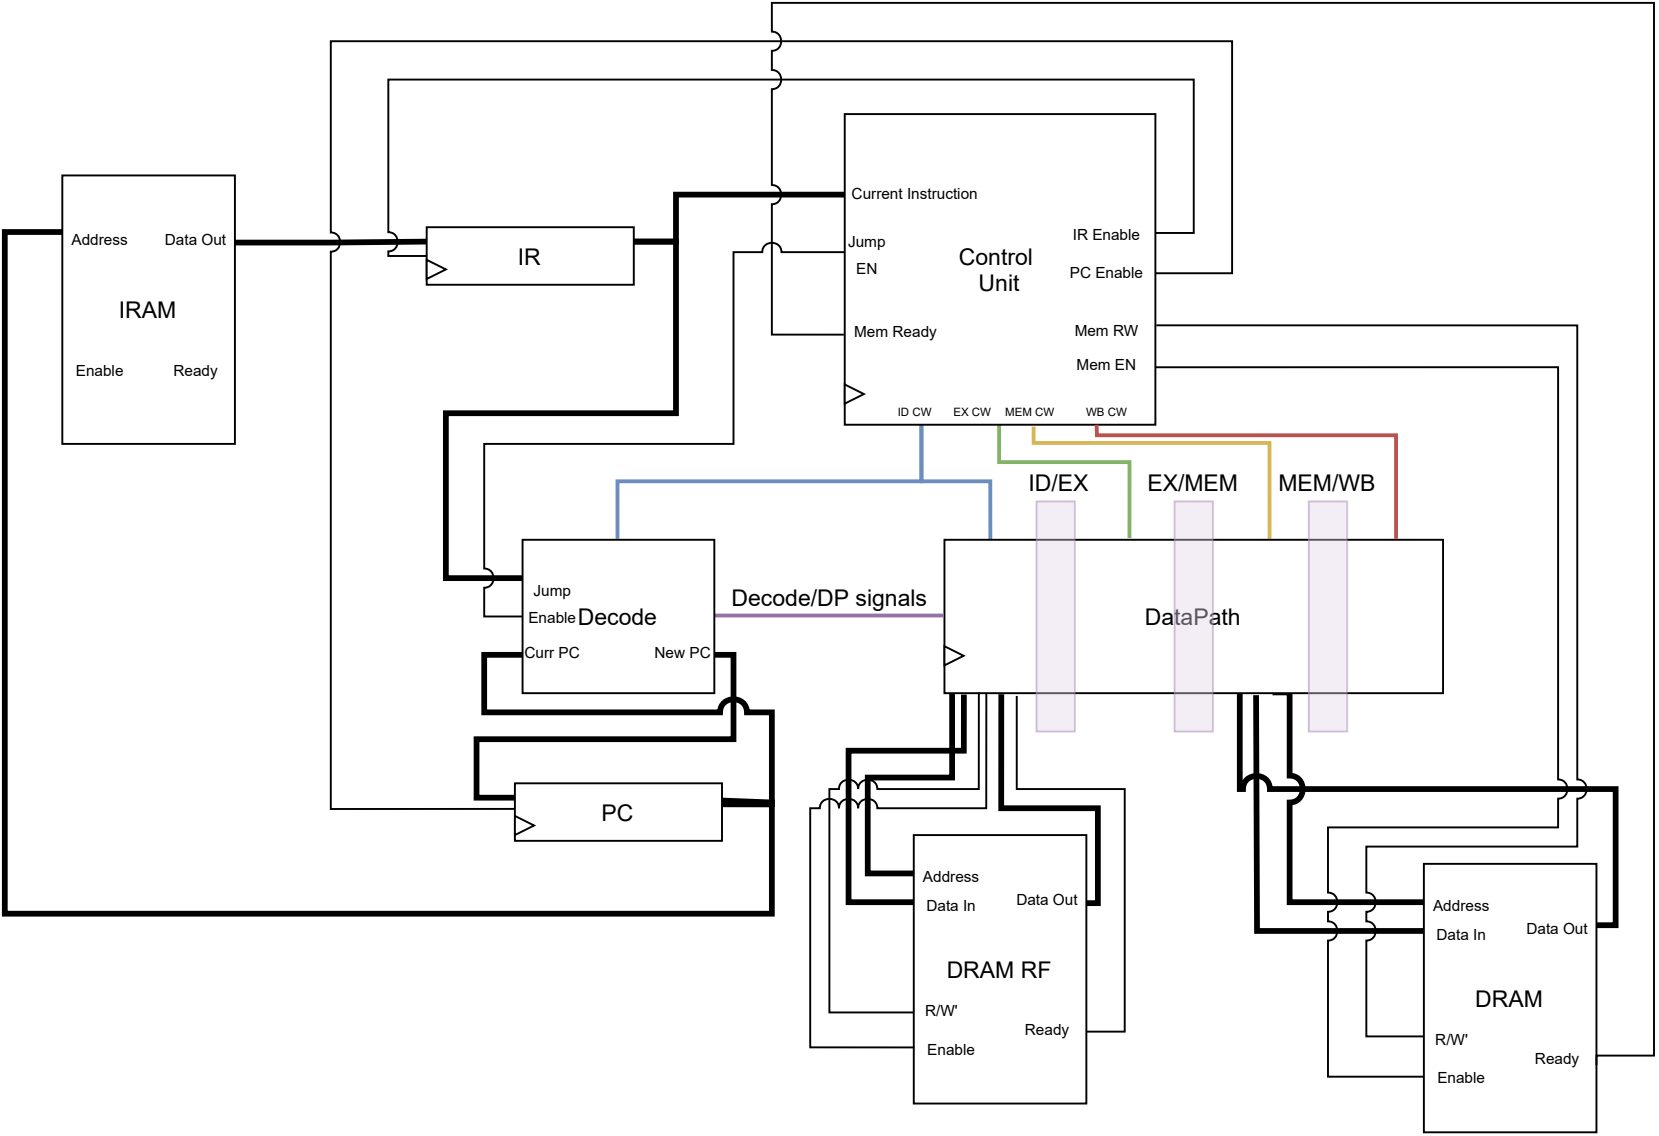 Address
Data Out
IRAM
Enable
Ready
IR
Current Instruction
Jump
EN
Mem Ready
Control
Unit
IR Enable
PC Enable
Mem RW
Mem EN
ID CW
EX CW
MEM CW
WB CW
ID/EX
EX/MEM
MEM/WB
Jump
Enable
Decode
Curr PC
New PC
Decode/DP signals
DataPath
PC
Address
Data In
Data Out
DRAM RF
R/W'
Ready
Enable
Address
Data In
Data Out
DRAM
R/W'
Ready
Enable